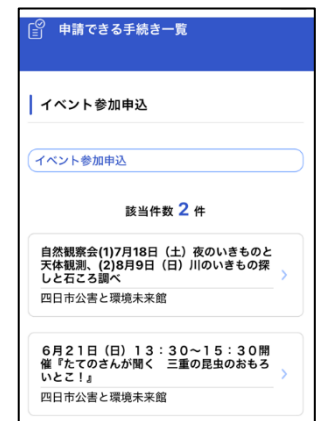 申請できる手続き一覧
イベント参加申込
イベント参加申込
該当件数 2 件
自然観察会(1)7月18日（土）夜のいきものと
天体観測、(2)8月9日（日）川のいきもの探
しと石ころ調べ
四日市公害と環境未来館
６月２１日（日）１３：３０〜１５：３０開
催『たてのさんが聞く　三重の昆虫のおもろ
いとこ！』
四日市公害と環境未来館